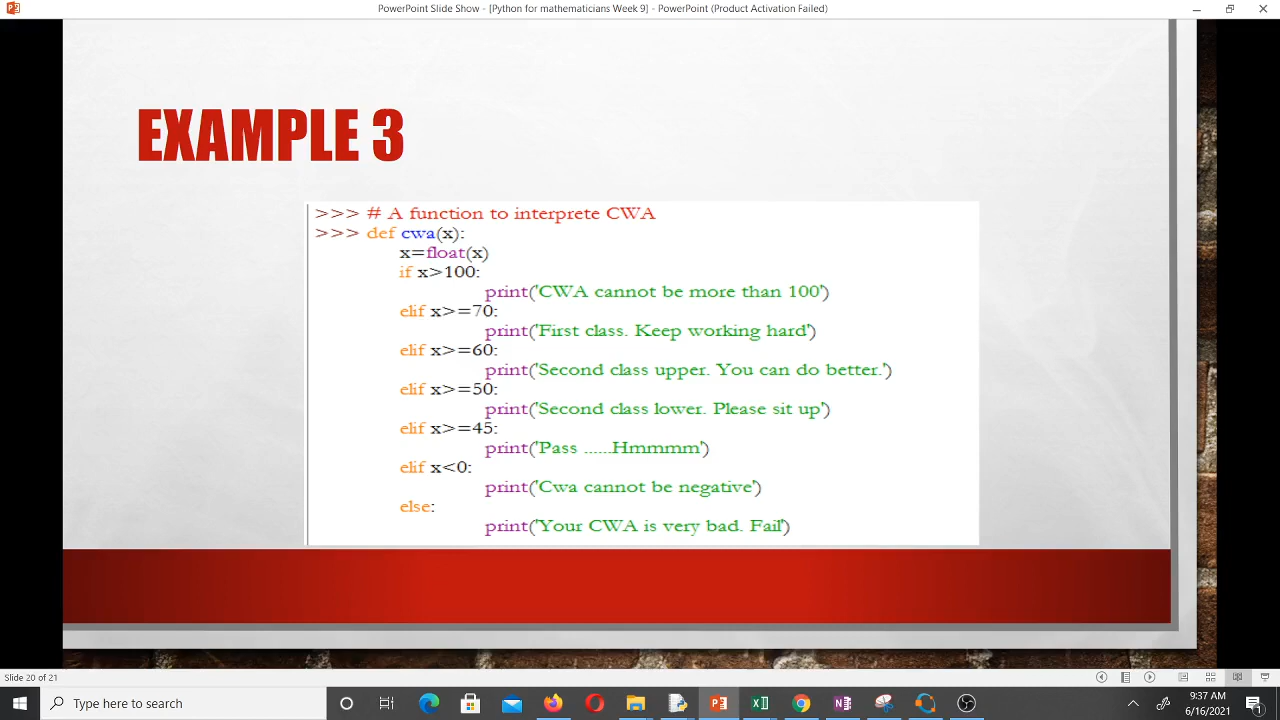 PowerPoint Slide Show - [Python for mathematicians Week 9] - PowerPoint (Product Activation Failed)
EXAMPLE 3
>>> # A function to interprete CWA
>>> def cwa(x):
x=float(x)
if x>100:
print('CWA cannot be more than 100')
elif x>=70:
print('First class. Keep working hard')
elif x>=60:
print('Second class upper. You can do better.')
elif x>=50:
print('Second class lower. Please sit up')
elif x>=45:
print('Pass ......Hmmmm')
elif x<0:
print('Cwa cannot be negative')
else:
print('Your CWA is very bad. Fail')
Slide 20 of 21
Type here to search
9:37 AM
6/16/2021